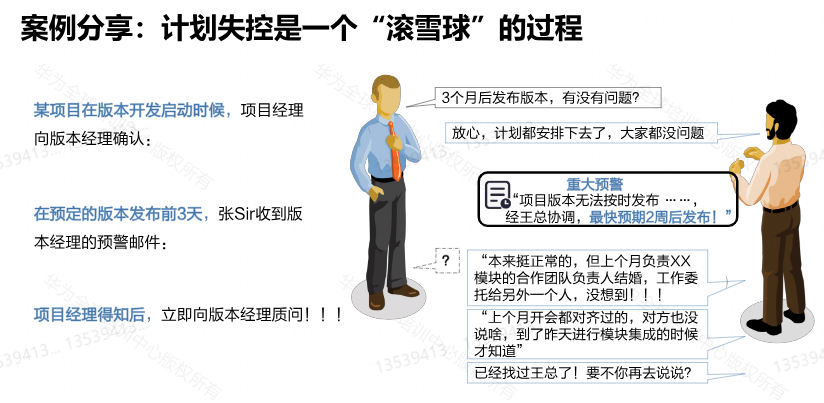 案例分享：计划失控是一个“滚雪球”的过程
某项目在版本开发启动时候，项目经理
向版本经理确认：
3个月后发布版本，有没有问题?
放心，计划都安排下去了，大家都没问题
在预定的版本发布前3天，张Sir收到版
本经理的预警邮件：
重大预警
“项目版本无法按时发布 ……，
经王总协调，最快预期2周后发布！”
项目经理得知后，立即向版本经理质问！！！
?
“本来挺正常的，但上个月负责XX
模块的合作团队负责人结婚，工作委
托给另外一个人，没想到！！！
“上个月开会都对齐过的，对方也没
说啥，到了昨天进行模块集成的时候
才知道”
已经找过王总了！要不你再去说说?